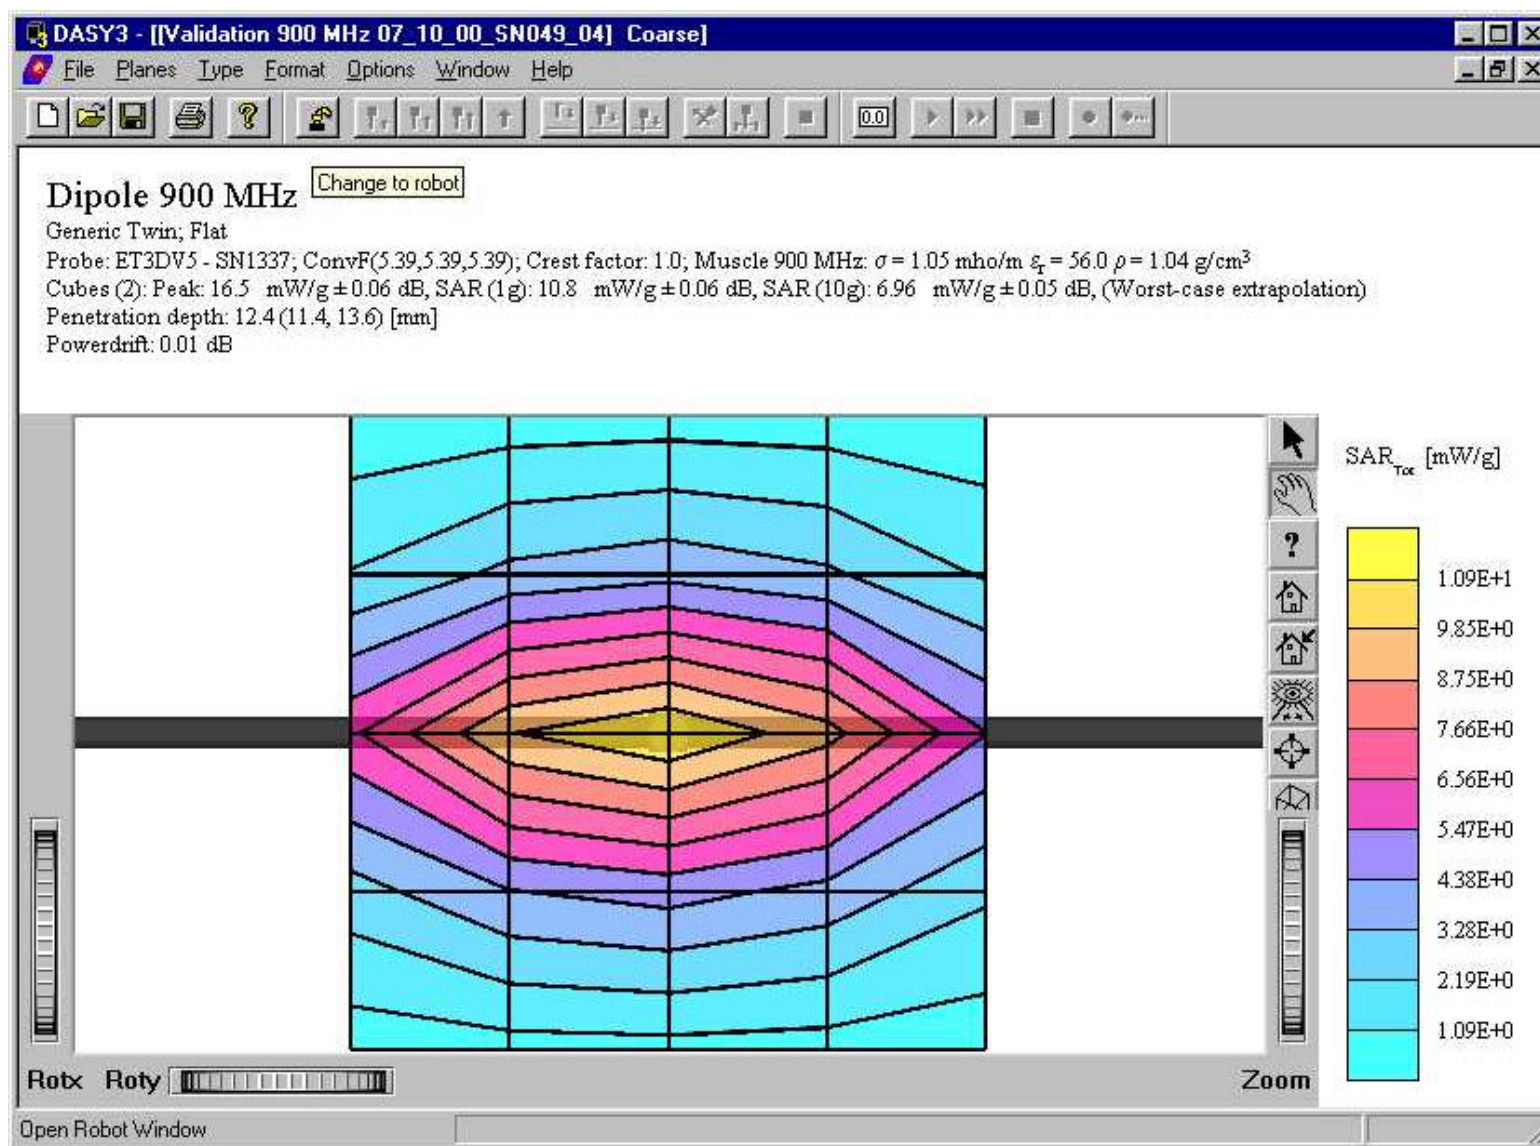 DASY3 - [[Validation 900 MHz 07_10_00_SN049_04] Coarse]
File Planes Type Format Options Window Help
0.0
Change to robot
Dipole 900 MHz
Generic Twin; Flat
Probe: ET3DV5 - SN1337; ConvF(5.39,5.39,5.39); Crest factor: 1.0; Muscle 900 MHz: σ = 1.05 mho/m εr = 56.0 ρ = 1.04 g/cm³
Cubes (2): Peak: 16.5 mW/g ± 0.06 dB, SAR (1g): 10.8 mW/g ± 0.06 dB, SAR (10g): 6.96 mW/g ± 0.05 dB, (Worst-case extrapolation)
Penetration depth: 12.4 (11.4, 13.6) [mm]
Powerdrift: 0.01 dB
SAR Tot [mW/g]
1.09E+1
9.85E+0
8.75E+0
7.66E+0
6.56E+0
5.47E+0
4.38E+0
3.28E+0
2.19E+0
1.09E+0
Rotx Roty
Zoom
Open Robot Window